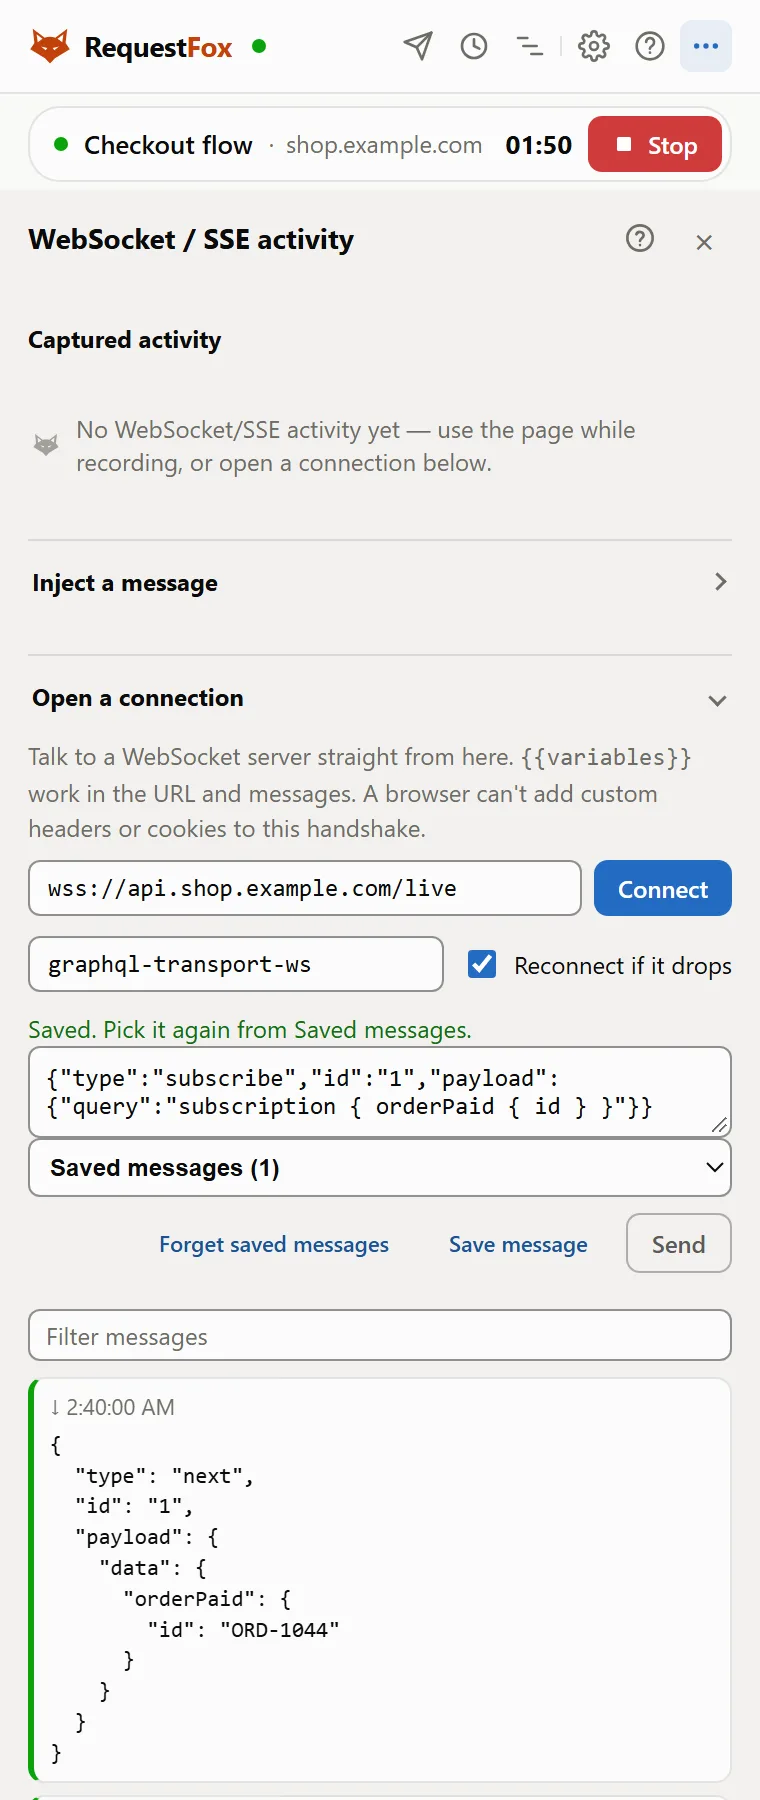 RequestFox
Checkout flow · shop.example.com 01:50 Stop
WebSocket / SSE activity
Captured activity
No WebSocket/SSE activity yet — use the page while
recording, or open a connection below.
Inject a message
Open a connection
Talk to a WebSocket server straight from here. {{variables}}
work in the URL and messages. A browser can't add custom
headers or cookies to this handshake.
wss://api.shop.example.com/live Connect
graphql-transport-ws Reconnect if it drops
Saved. Pick it again from Saved messages.
{"type":"subscribe","id":"1","payload":
{"query":"subscription { orderPaid { id } }"}}
Saved messages (1)
Forget saved messages Save message Send
Filter messages
↓ 2:40:00 AM
{
  "type": "next",
  "id": "1",
  "payload": {
    "data": {
      "orderPaid": {
        "id": "ORD-1044"
      }
    }
  }
}